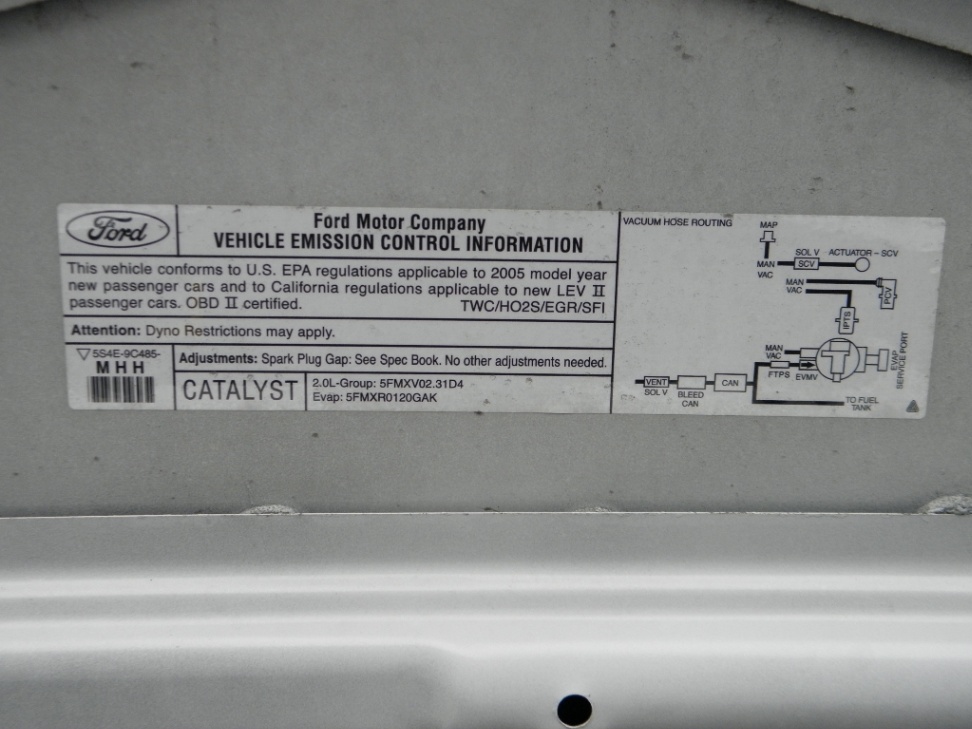 Ford
Ford Motor Company
VEHICLE EMISSION CONTROL INFORMATION
This vehicle conforms to U.S. EPA regulations applicable to 2005 model year
new passenger cars and to California regulations applicable to new LEV II
passenger cars. OBD II certified.
TWC/HO2S/EGR/SFI
Attention: Dyno Restrictions may apply.
5S4E-9C485-
MHH
Adjustments: Spark Plug Gap: See Spec Book. No other adjustments needed.
CATALYST
2.0L-Group: 5FMXV02.31D4
Evap: 5FMXR0120GAK
VACUUM HOSE ROUTING
MAP
SOL V ACTUATOR – SCV
MAN
VAC
SCV
MAN
VAC
PCV
IPTS
MAN
VAC
FTPS
EVMV
EVAP
SERVICE PORT
VENT
SOL V
BLEED
CAN
CAN
TO FUEL
TANK